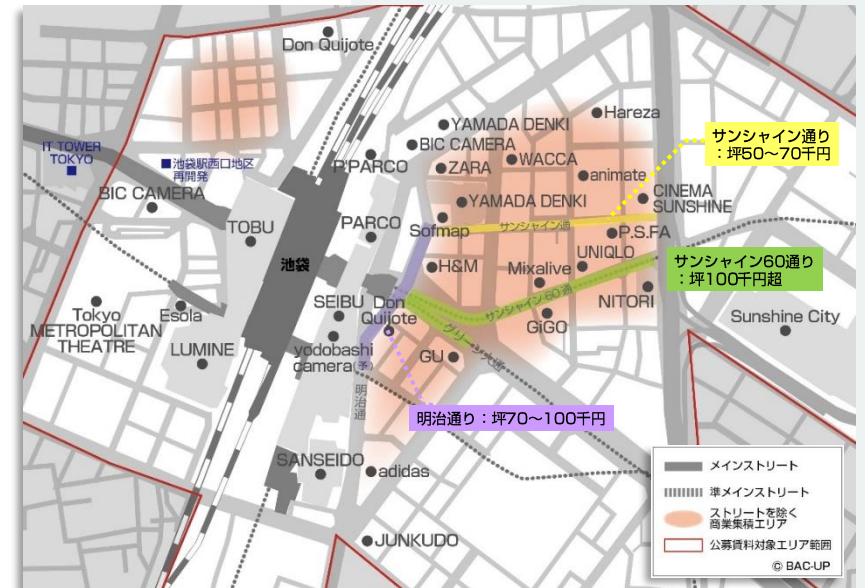 Don Quijote
Hareza
YAMADA DENKI
サンシャイン通り
：坪50～70千円
BIC CAMERA
IT TOWER
TOKYO
池袋駅西口地区
再開発
P'PARCO
ZARA
WACCA
animate
BIC CAMERA
YAMADA DENKI
CINEMA
SUNSHINE
TOBU
PARCO
Sofmap
サンシャイン通
P.S.FA
池袋
H&M
Mixalive
UNIQLO
サンシャイン60通り
：坪100千円超
Tokyo
METROPOLITAN
THEATRE
Esola
SEIBU
Don
Quijote
サンシャイン60通
NITORI
GiGO
Sunshine City
LUMINE
yodobashi
camera(予)
グリーン大通
GU
明治通
明治通り：坪70～100千円
SANSEIDO
adidas
JUNKUDO
メインストリート
準メインストリート
ストリートを除く
商業集積エリア
公募賃料対象エリア範囲
© BAC-UP